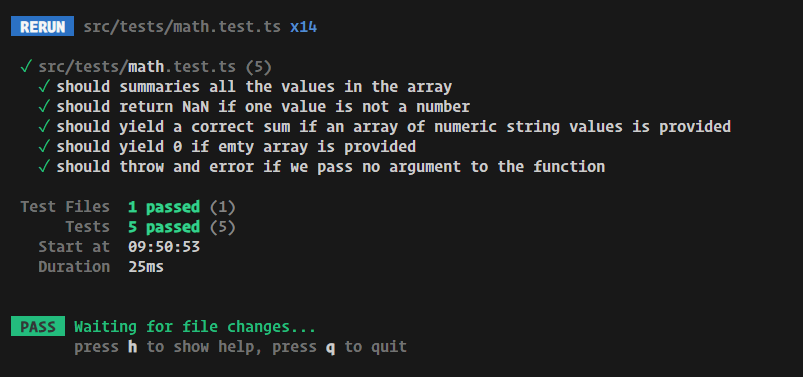 RERUN src/tests/math.test.ts x14
✓ src/tests/math.test.ts (5)
✓ should summaries all the values in the array
✓ should return NaN if one value is not a number
✓ should yield a correct sum if an array of numeric string values is provided
✓ should yield 0 if emty array is provided
✓ should throw and error if we pass no argument to the function
Test Files 1 passed (1)
Tests 5 passed (5)
Start at 09:50:53
Duration 25ms
PASS Waiting for file changes...
press h to show help, press q to quit